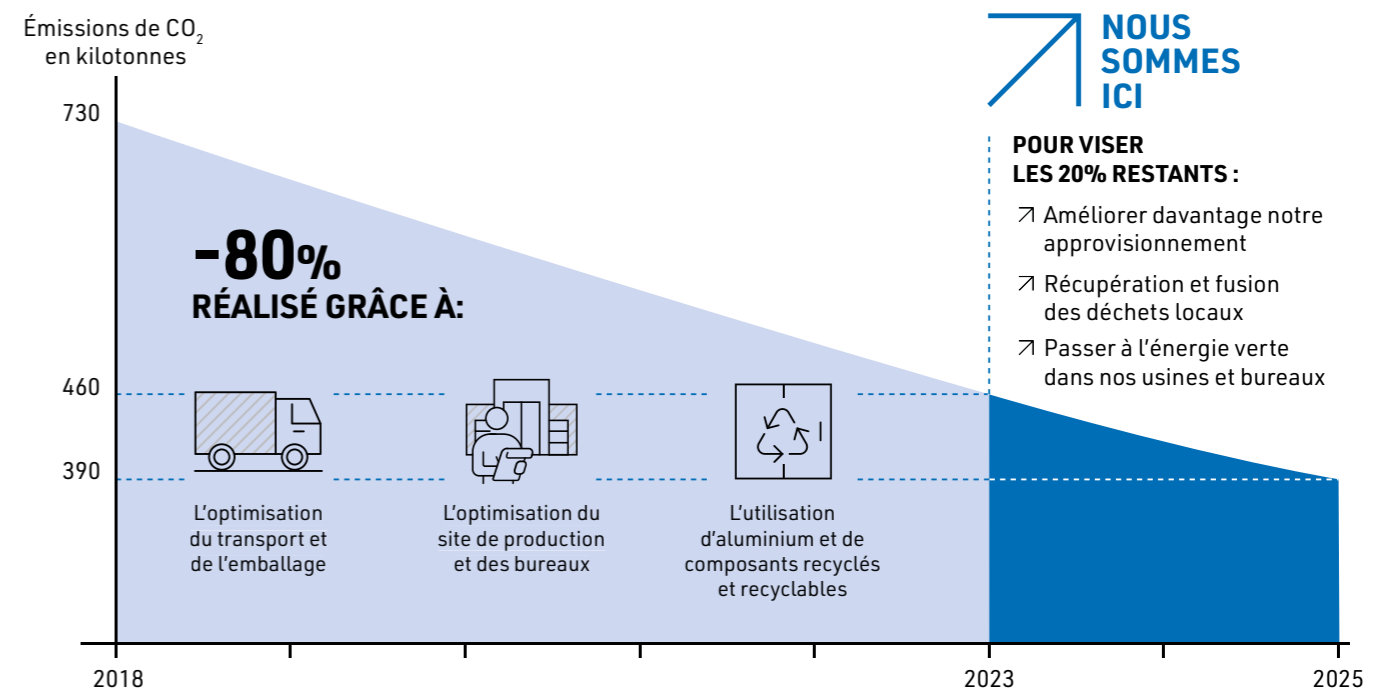 Émissions de CO₂
en kilotonnes
730
460
390
-80%
RÉALISÉ GRÂCE À:
L'optimisation
du transport et
de l'emballage
L'optimisation du
site de production
et des bureaux
L'utilisation
d'aluminium et de
composants recyclés
et recyclables
NOUS
SOMMES
ICI
POUR VISER
LES 20% RESTANTS :
Améliorer davantage notre
approvisionnement
Récupération et fusion
des déchets locaux
Passer à l'énergie verte
dans nos usines et bureaux
2018
2023
2025